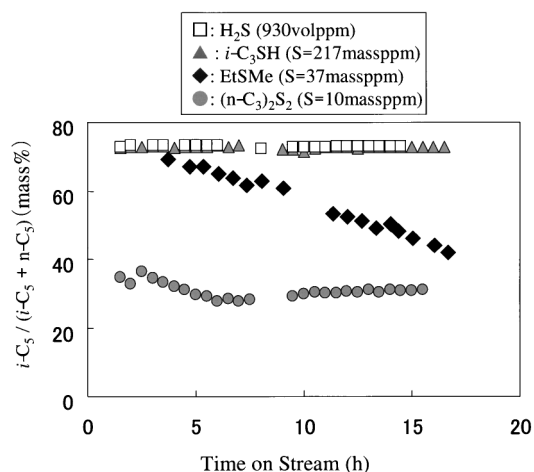 □: H₂S (930volppm)
▲: i-C₃SH (S=217massppm)
◆: EtSMe (S=37massppm)
●: (n-C₃)₂S₂ (S=10massppm)
i-C₅ / (i-C₅ + n-C₅) (mass%)
80
60
40
20
0
0
5
10
15
20
Time on Stream (h)